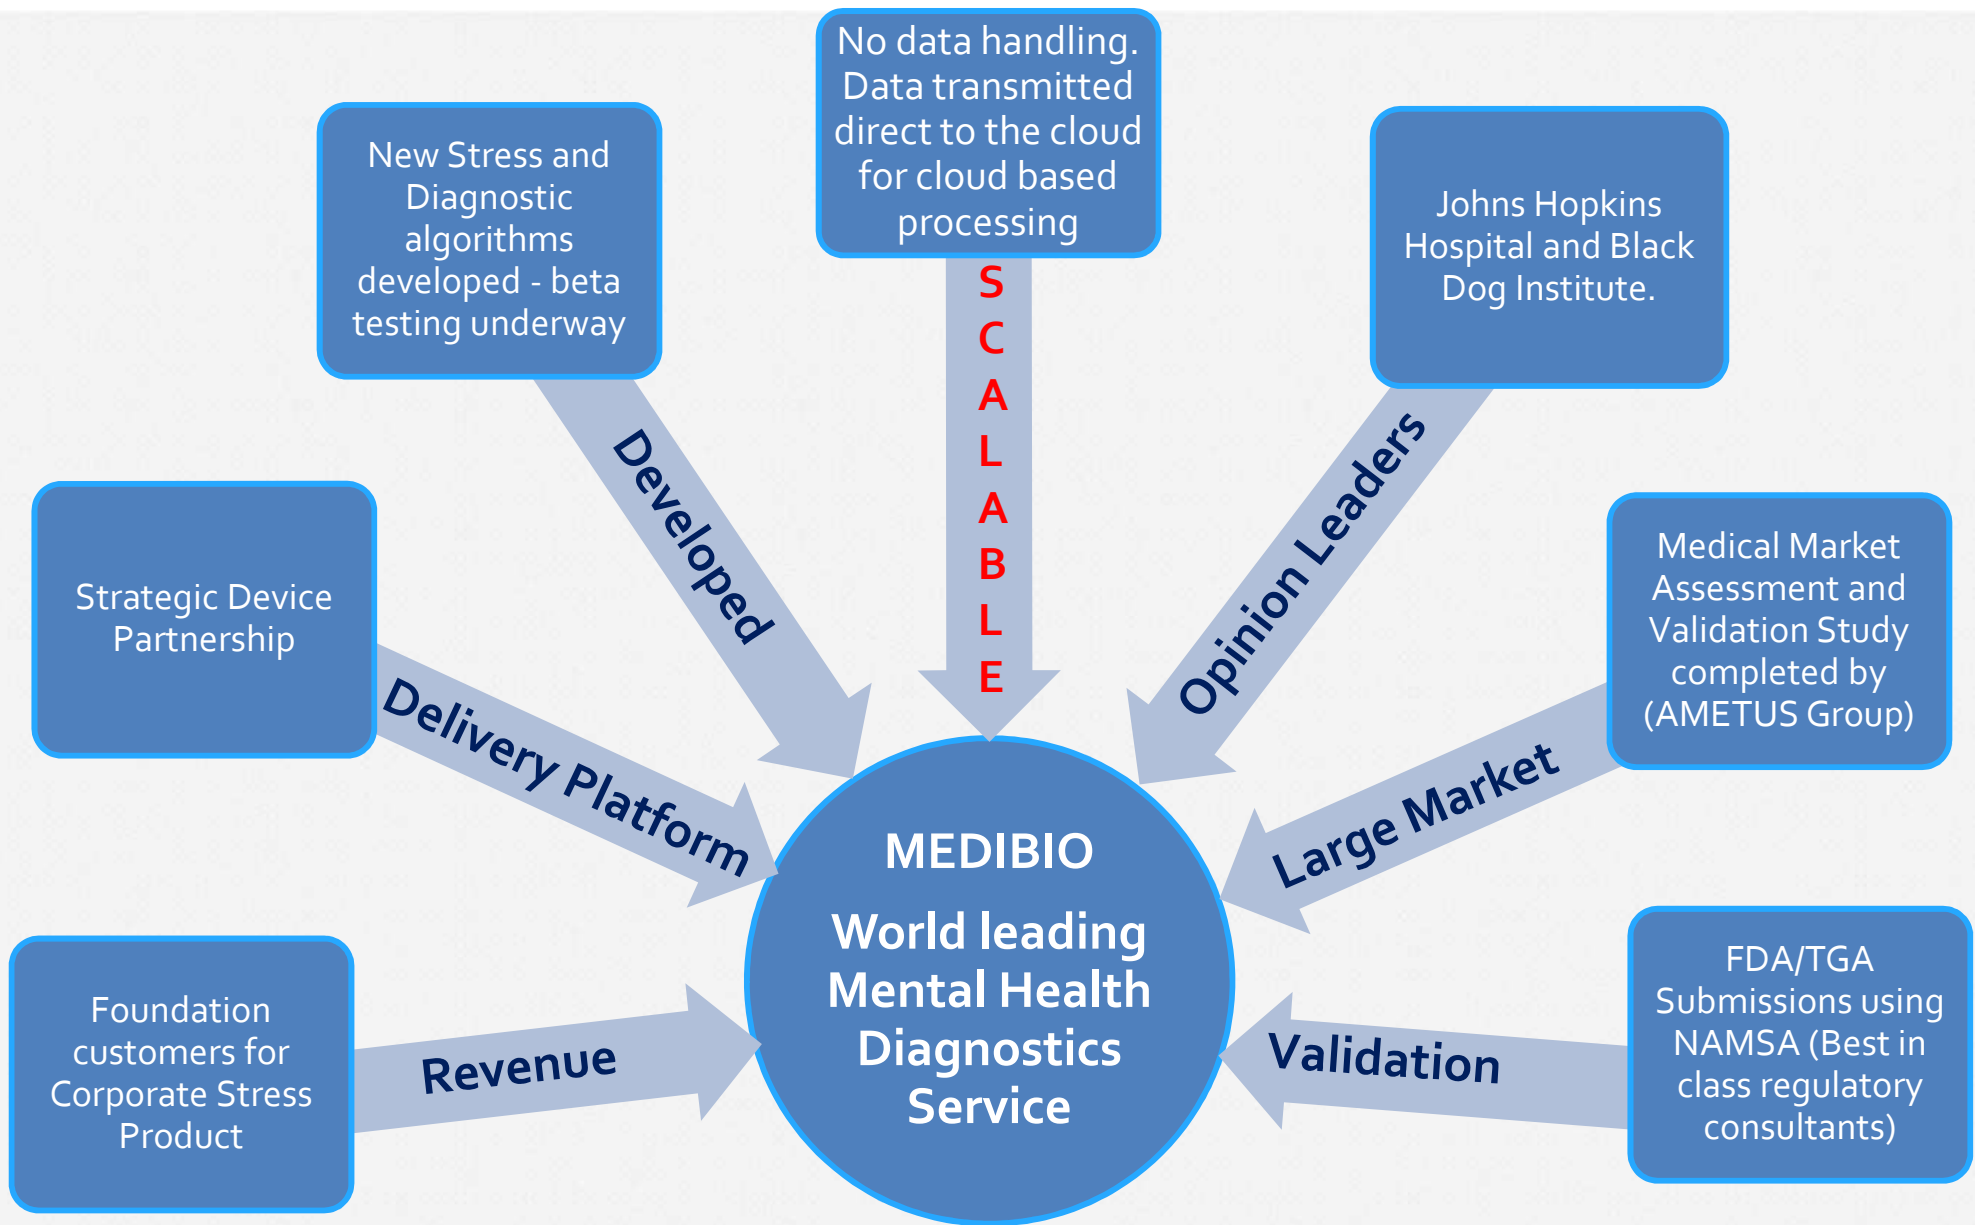 No data handling.
Data transmitted
direct to the cloud
for cloud based
processing
New Stress and
Diagnostic
algorithms
developed - beta
testing underway
Johns Hopkins
Hospital and Black
Dog Institute.
S
C
A
L
A
B
L
E
Developed
Opinion Leaders
Strategic Device
Partnership
Medical Market
Assessment and
Validation Study
completed by
(AMETUS Group)
Delivery Platform
Large Market
MEDIBIO
World leading
Mental Health
Diagnostics
Service
Foundation
customers for
Corporate Stress
Product
Revenue
Validation
FDA/TGA
Submissions using
NAMSA (Best in
class regulatory
consultants)